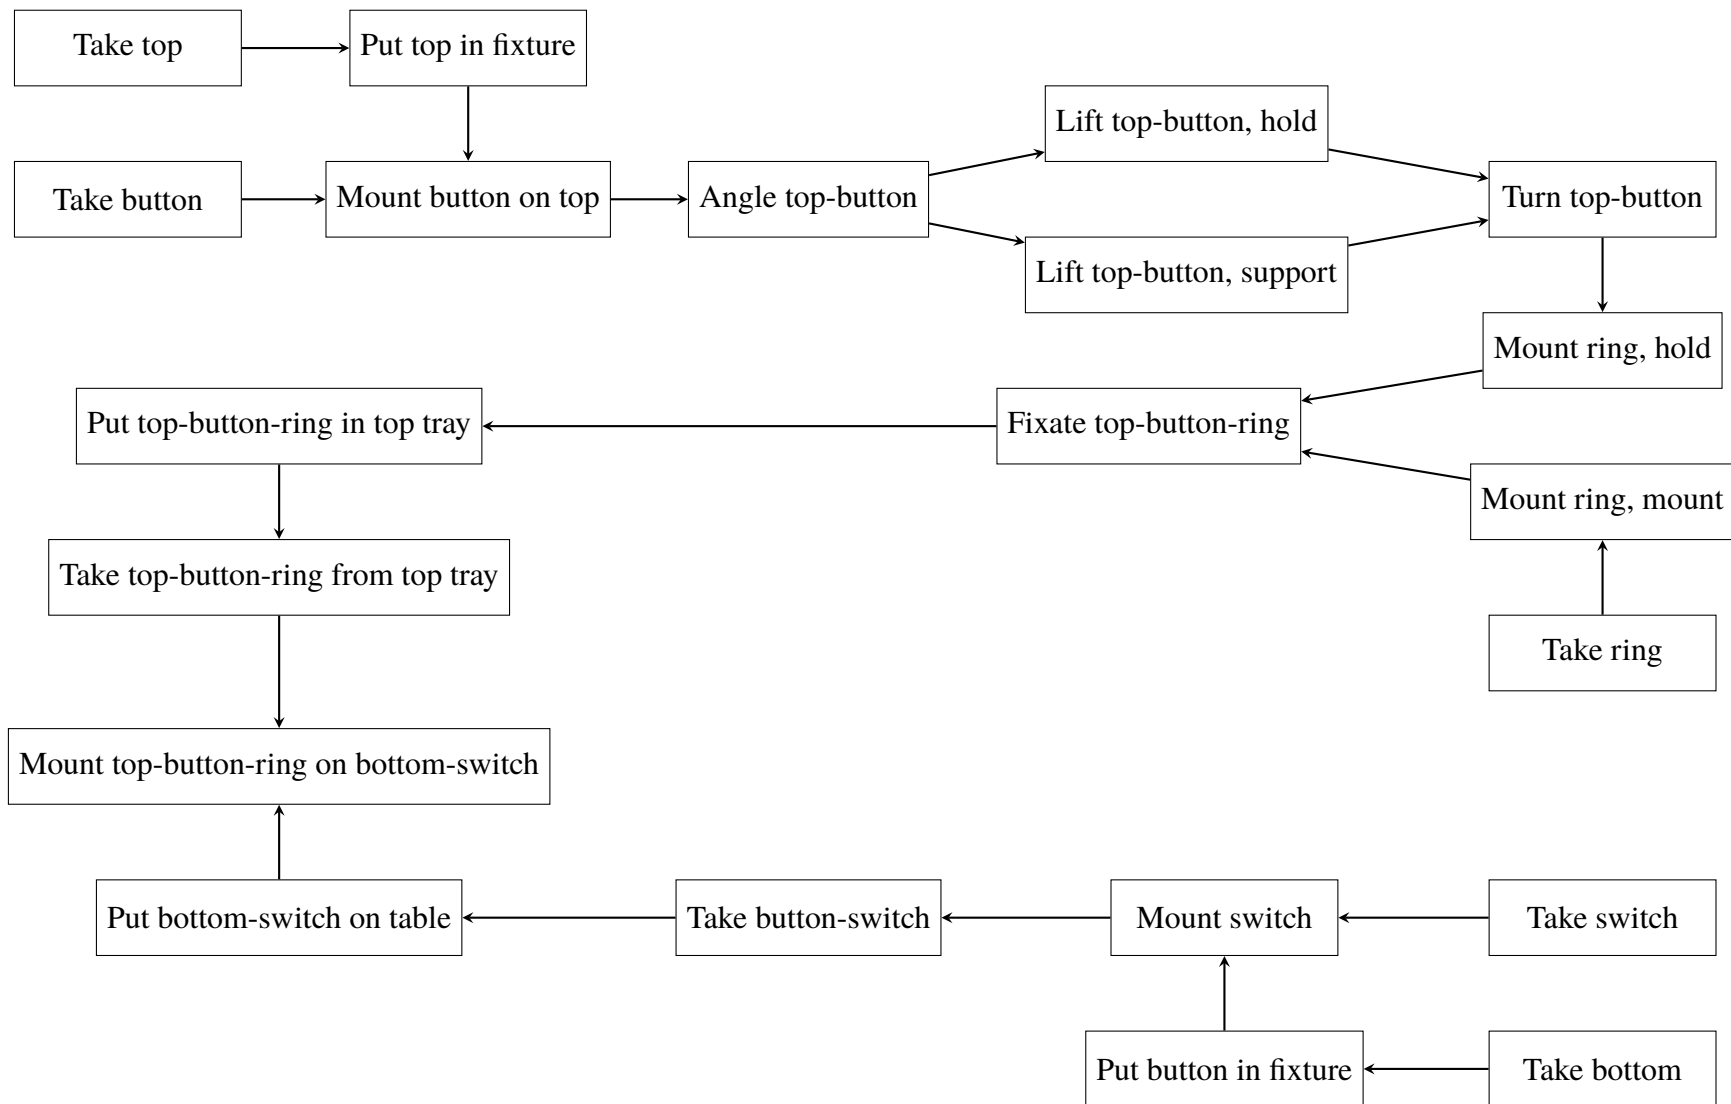 Take top
Put top in fixture
Lift top-button, hold
Take button
Mount button on top
Angle top-button
Turn top-button
Lift top-button, support
Mount ring, hold
Put top-button-ring in top tray
Fixate top-button-ring
Mount ring, mount
Take top-button-ring from top tray
Take ring
Mount top-button-ring on bottom-switch
Put bottom-switch on table
Take button-switch
Mount switch
Take switch
Put button in fixture
Take bottom